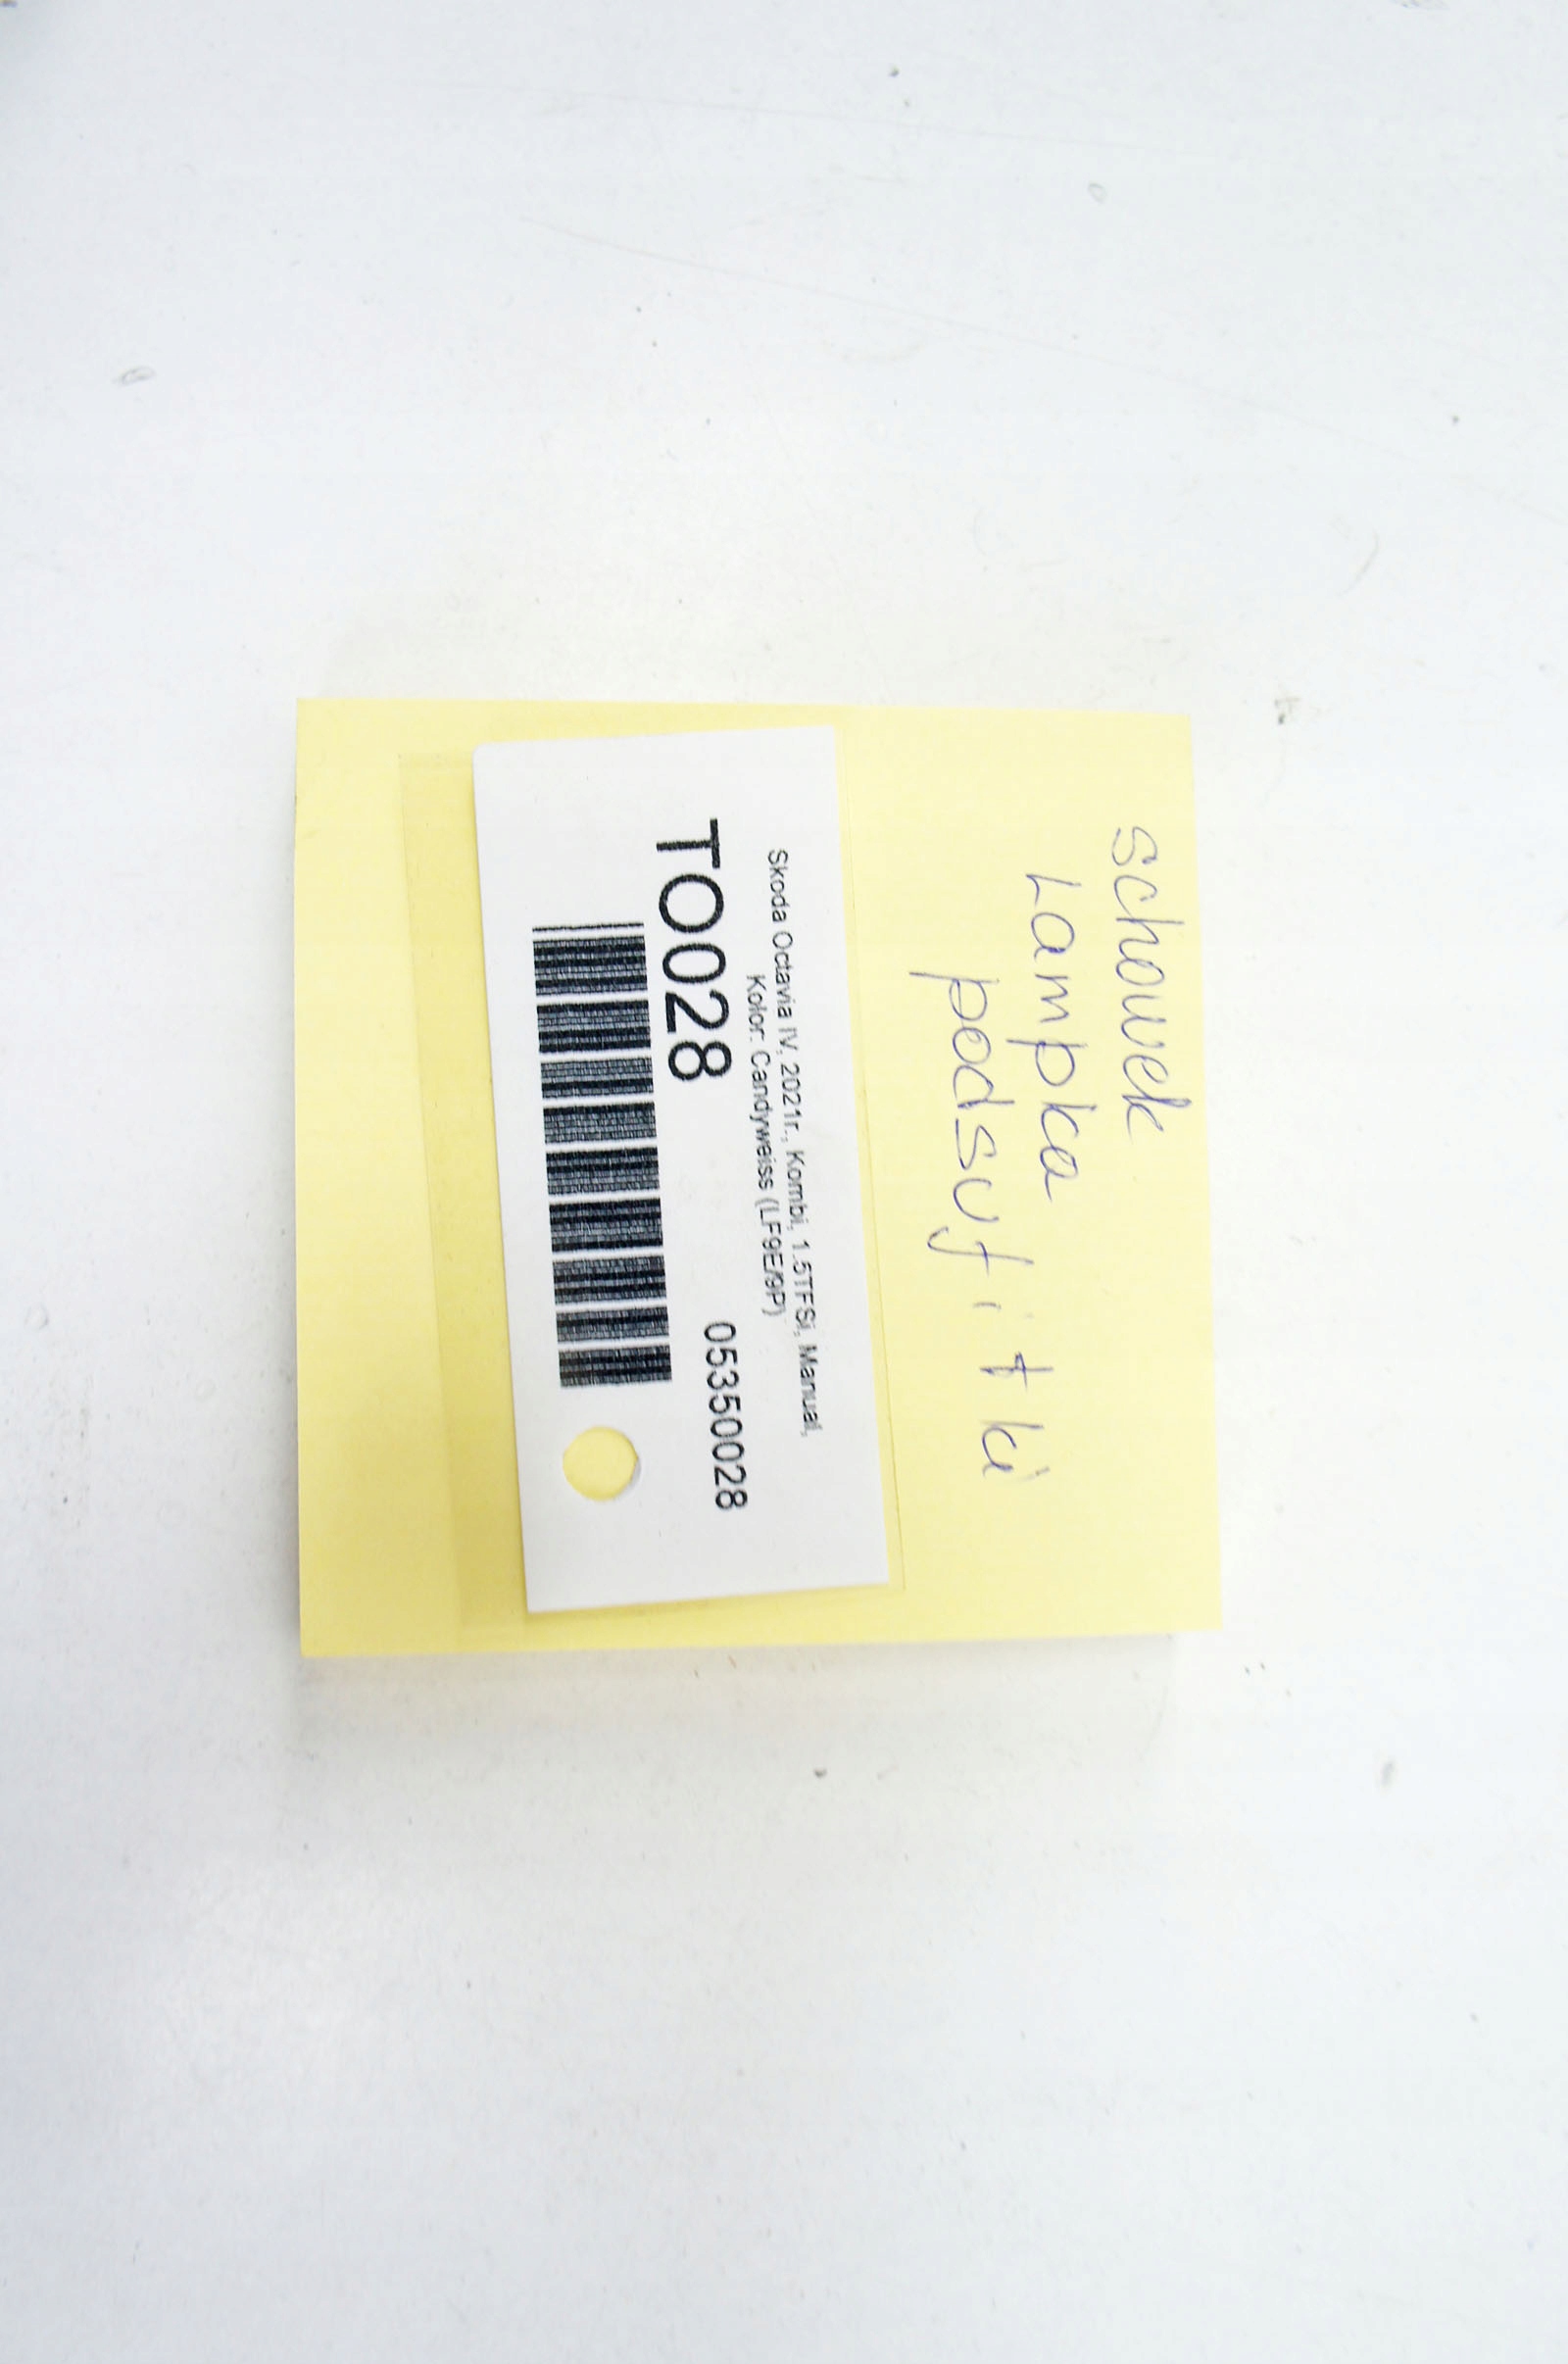 schowek
Lampka
podsufitki
Skoda Octavia IV, 2021r., Kombi, 1.5TFSi, Manual,
Kolor: Candyweiss (LF9E/9P)
TO028
05350028